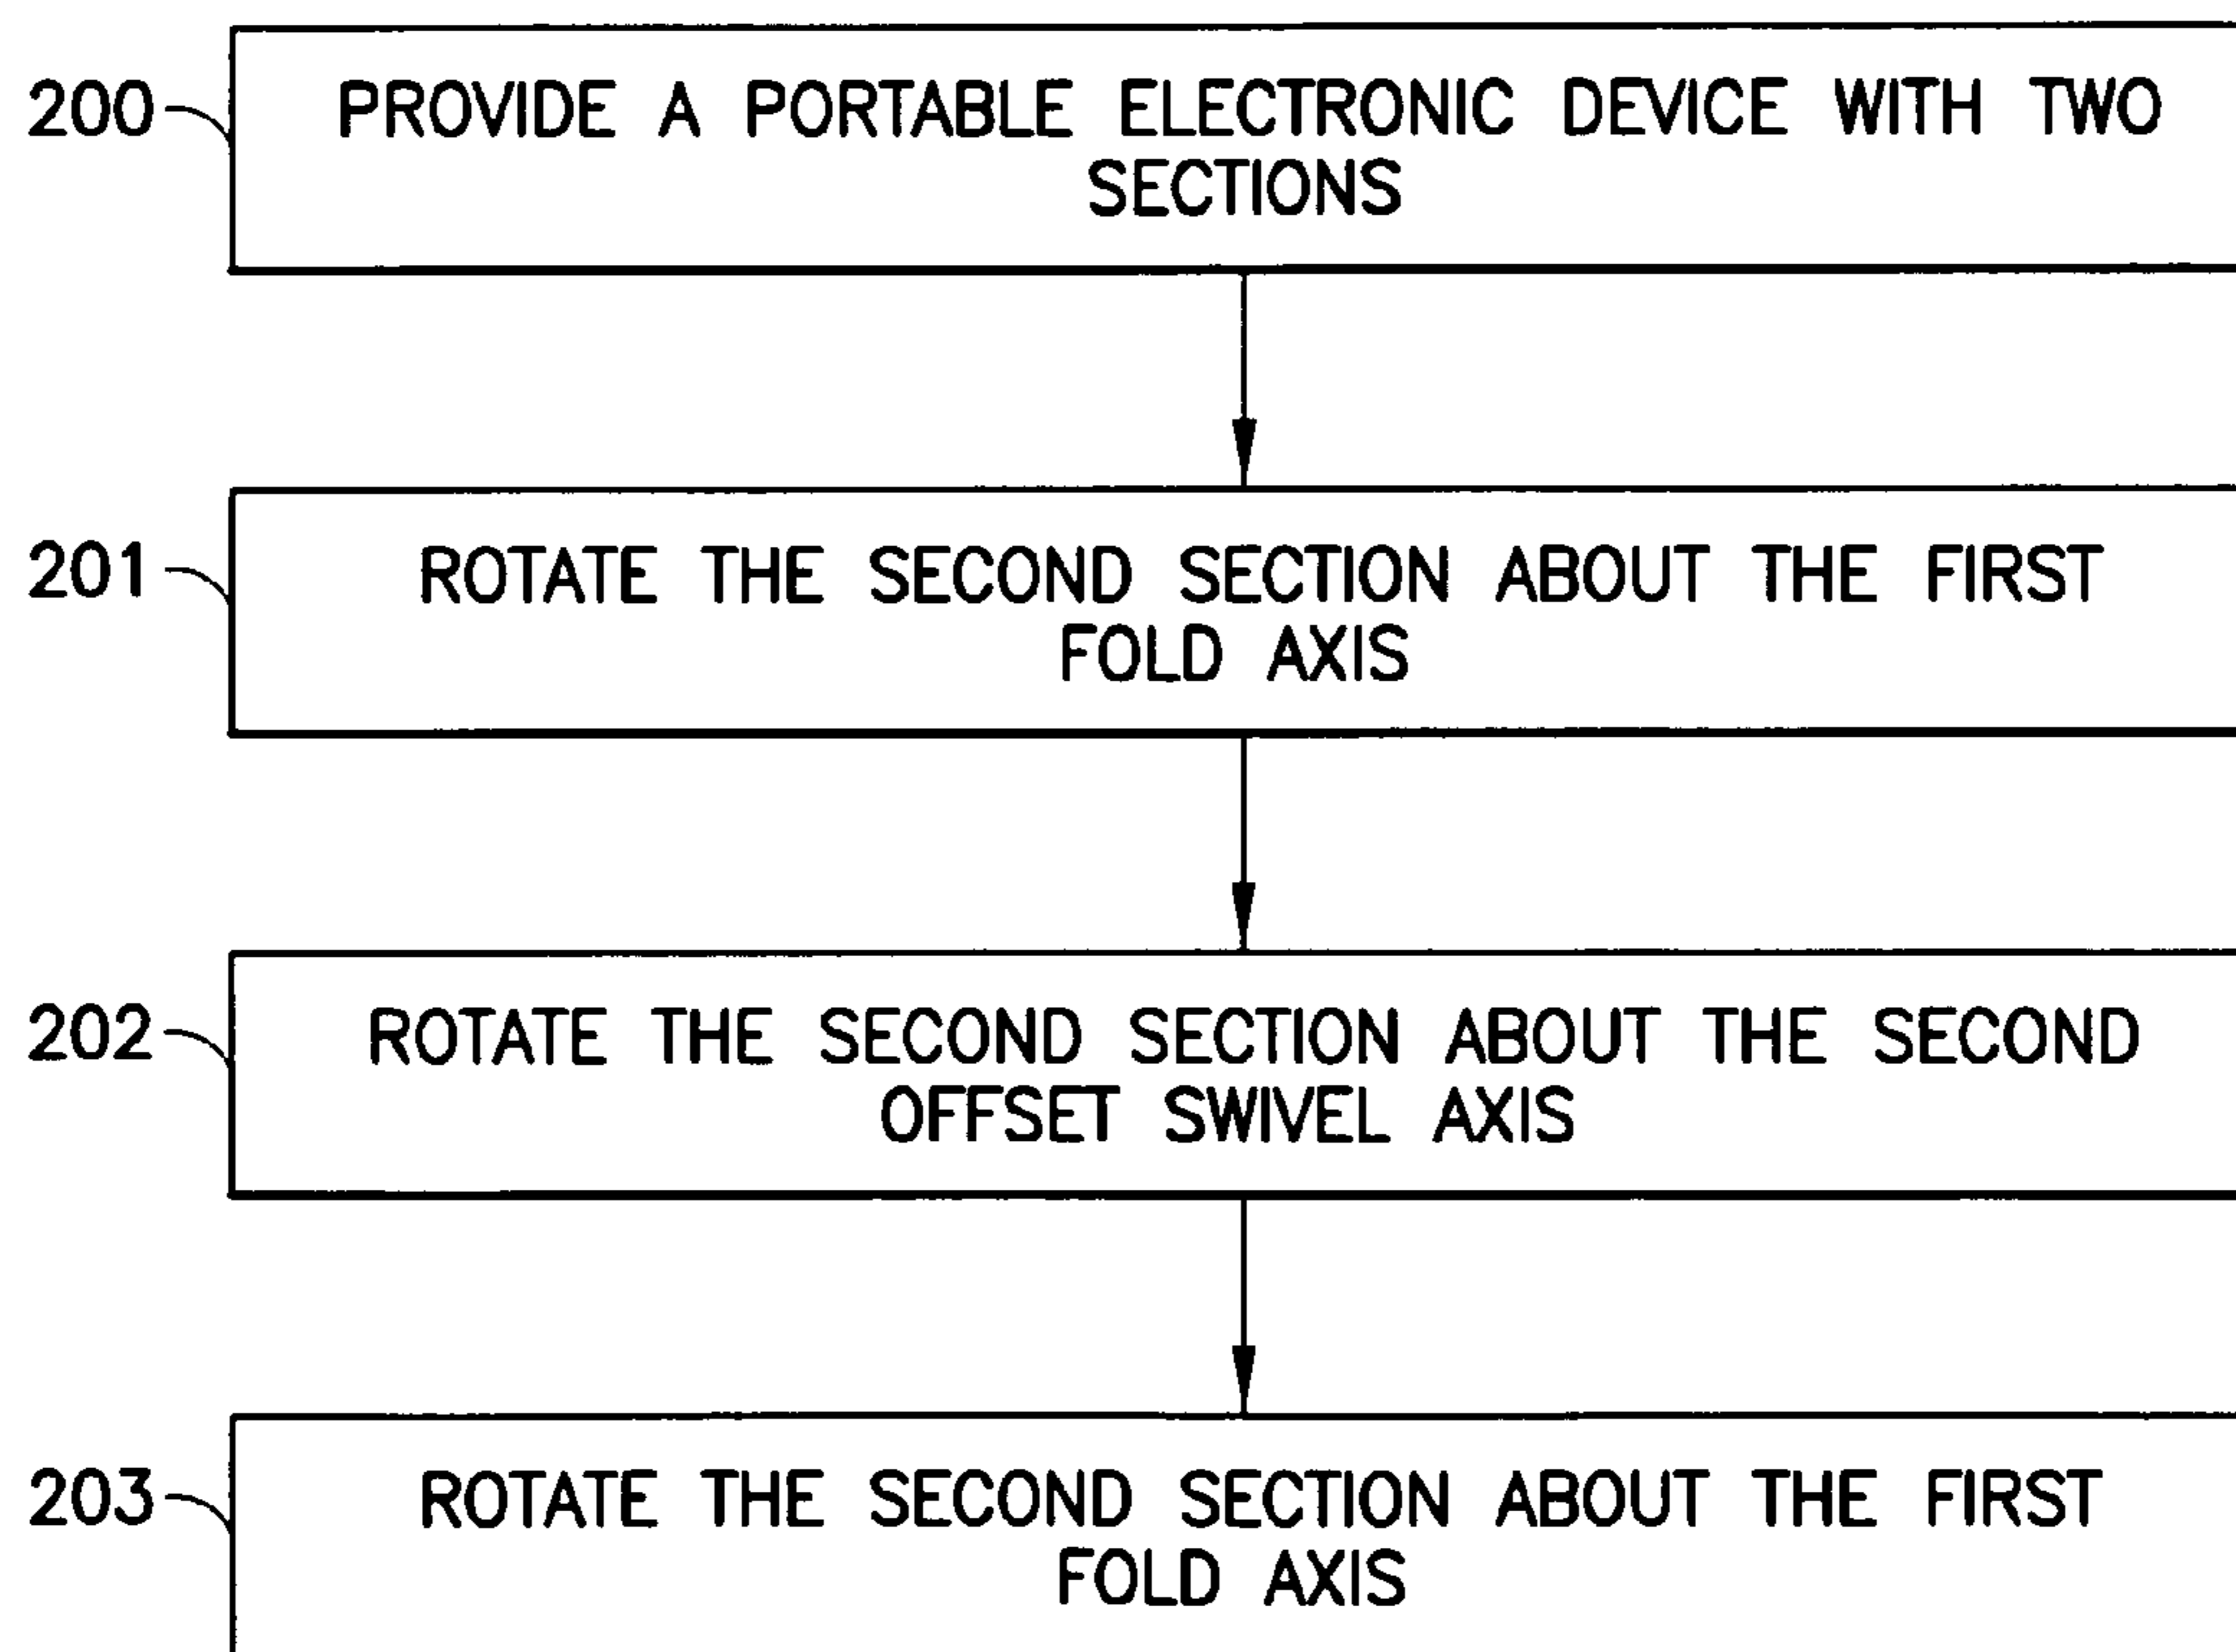 200
PROVIDE A PORTABLE ELECTRONIC DEVICE WITH TWO
SECTIONS
201
ROTATE THE SECOND SECTION ABOUT THE FIRST
FOLD AXIS
202
ROTATE THE SECOND SECTION ABOUT THE SECOND
OFFSET SWIVEL AXIS
203
ROTATE THE SECOND SECTION ABOUT THE FIRST
FOLD AXIS